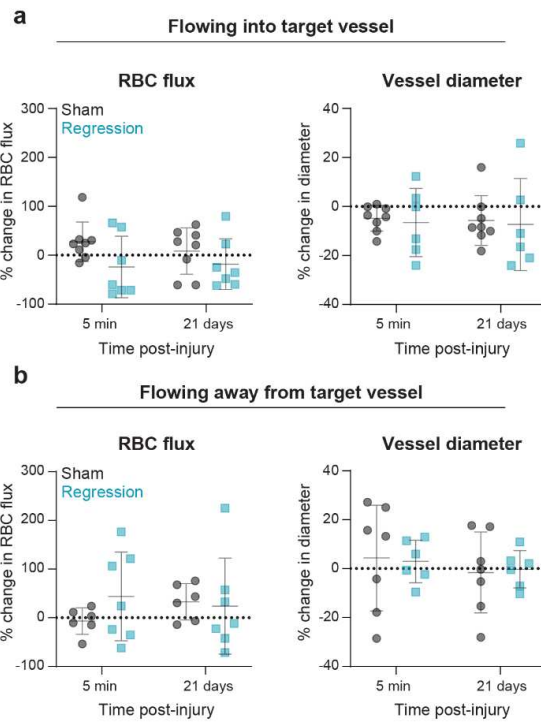 a
Flowing into target vessel
RBC flux
Vessel diameter
Sham
Regression
% change in RBC flux
300
200
100
0
-100
5 min
21 days
Time post-injury
% change in diameter
40
20
0
-20
-40
5 min
21 days
Time post-injury
b
Flowing away from target vessel
RBC flux
Vessel diameter
Sham
Regression
% change in RBC flux
300
200
100
0
-100
5 min
21 days
Time post-injury
% change in diameter
40
20
0
-20
-40
5 min
21 days
Time post-injury